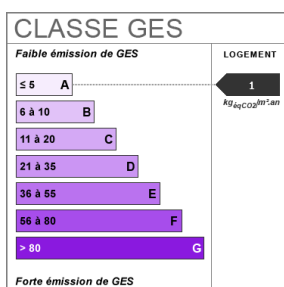 CLASSE GES
Faible émission de GES
LOGEMENT
≤ 5 A
1
kgéqCO2/m².an
6 à 10 B
11 à 20 C
21 à 35 D
36 à 55 E
56 à 80 F
> 80 G
Forte émission de GES